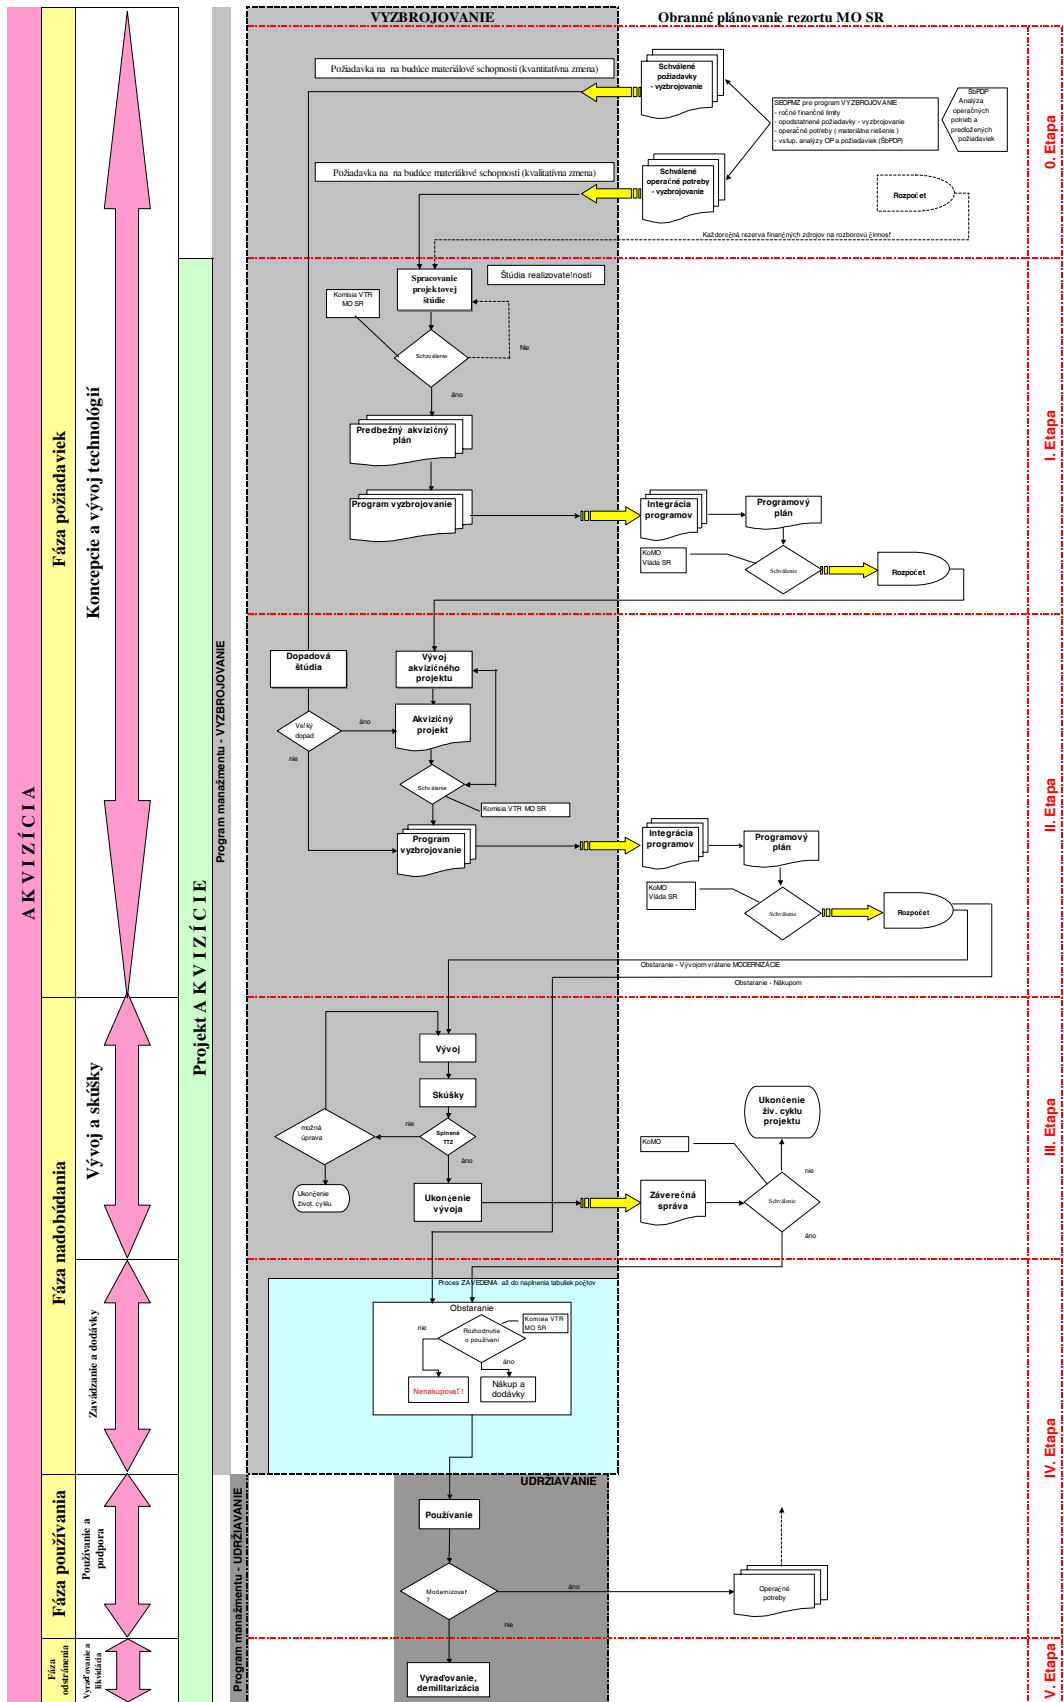 VYZBROJOVANIE
Obranné plánovanie rezortu MO SR
Požiadavka na na budúce materiálové schopnosti (kvantitatívna zmena)
Schválené
požiadavky
- vyzbrojovanie
SEOPMZ pre program VYZBROJOVANIE
- ročné finančné limity
- opodstatnené požiadavky - vyzbrojovanie
- operačné potreby ( materiálne riešenie )
- vstup. analýzy OP a požiadaviek (ŠbPDP)
ŠbPDP
Analýza
operačných
potrieb a
predložených
požiadaviek
0. Etapa
Požiadavka na na budúce materiálové schopnosti (kvalitatívna zmena)
Schválené
operačné potreby
- vyzbrojovanie
Rozpočet
Každoročná rezerva finančných zdrojov na rozborovú činnosť
Spracovanie
projektovej
štúdie
Štúdia realizovateľnosti
Komisia VTR
MO SR
Schzválenie
Nie
áno
Predbežný akvizičný
plán
Program vyzbrojovanie
Integrácia
programov
Programový
plán
KoMO
Vláda SR
Schválenie
Rozpočet
I. Etapa
Dopadová
štúdia
Vývoj
akvizičného
projektu
Veľký
dopad
áno
nie
Akvizičný
projekt
Schválenie
Komisia VTR MO SR
Program
vyzbrojovanie
Integrácia
programov
Programový
plán
KoMO
Vláda SR
Schválenie
Rozpočet
II. Etapa
Obstaranie - Vývojom vrátane MODERNIZÁCIE
Obstaranie - Nákupom
Vývoj
Skúšky
Splnené
TTZ
nie
áno
možná
úprava
Ukončenie
život. cyklu
Ukončenie
vývoja
Záverečná
správa
KoMO
Schválenie
nie
áno
Ukončenie
živ. cyklu
projektu
III. Etapa
Proces ZAVEDENIA až do naplnenia tabuliek počtov
Obstaranie
Komisia VTR
MO SR
Rozhodnutie
o používaní
nie
áno
Nenakupovať !
Nákup a
dodávky
IV. Etapa
UDRŽIAVANIE
Používanie
Modernizovať
?
áno
nie
Operačné
potreby
Vyraďovanie,
demilitarizácia
V. Etapa
AKVIZÍCIA
Fáza požiadaviek
Koncepcie a vývoj technológií
Projekt AKVIZÍCIE
Program manažmentu - VYZBROJOVANIE
Fáza nadobúdania
Vývoj a skúšky
Zavádzanie a dodávky
Fáza používania
Používanie a
podpora
Program manažmentu - UDRŽIAVANIE
Fáza
odstránenia
Vyraďovanie a
likvidácia